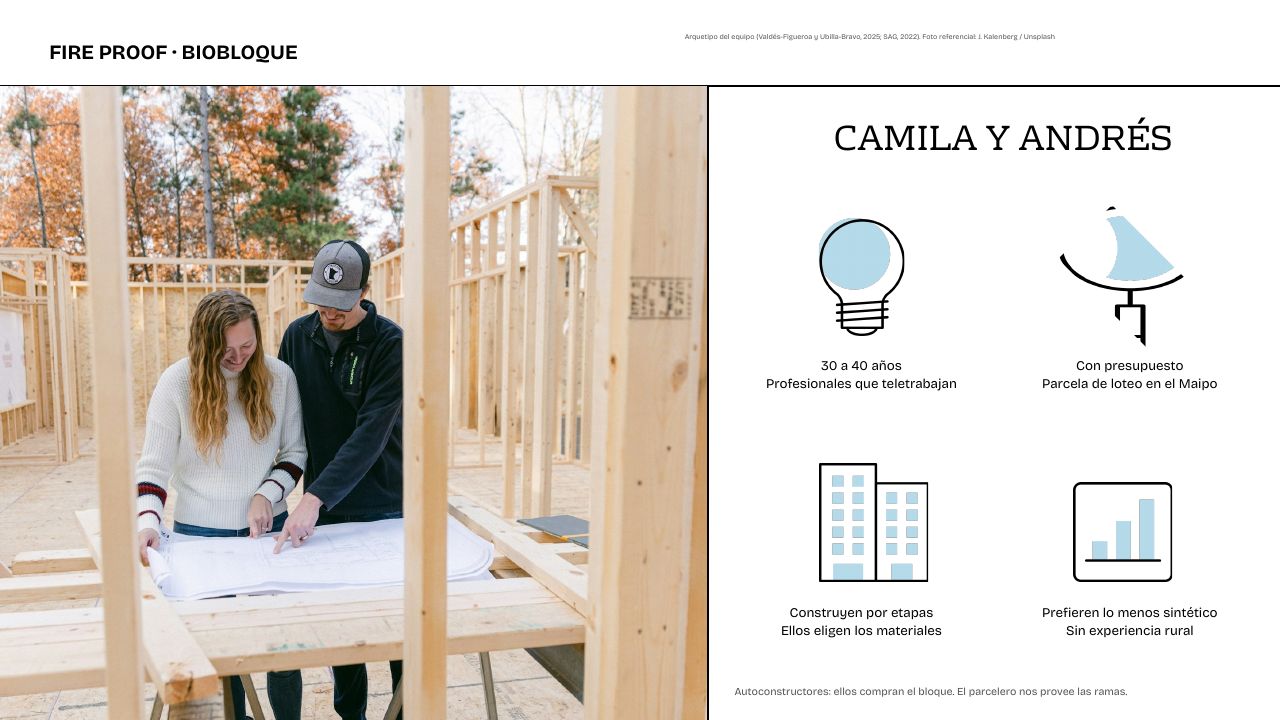 FIRE PROOF · BIOBLOQUE
Arquetipo del equipo (Valdés-Figueroa y Ubilla-Bravo, 2025; SAG, 2022). Foto referencial: J. Kalenberg / Unsplash
CAMILA Y ANDRÉS
30 a 40 años
Profesionales que teletrabajan
Con presupuesto
Parcela de loteo en el Maipo
Construyen por etapas
Ellos eligen los materiales
Prefieren lo menos sintético
Sin experiencia rural
Autoconstructores: ellos compran el bloque. El parcelero nos provee las ramas.